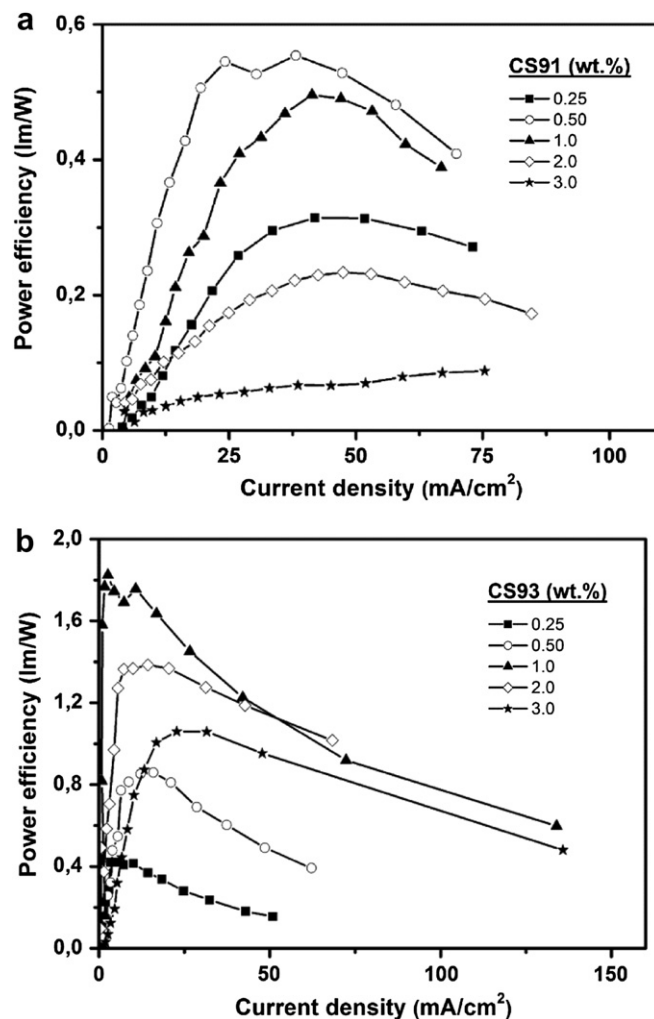 a
0,6
0,4
0,2
0,0
Power efficiency (lm/W)
CS91 (wt.%)
0.25
0.50
1.0
2.0
3.0
0 25 50 75 100
Current density (mA/cm²)
b
2,0
1,6
1,2
0,8
0,4
0,0
Power efficiency (lm/W)
CS93 (wt.%)
0.25
0.50
1.0
2.0
3.0
0 50 100 150
Current density (mA/cm²)